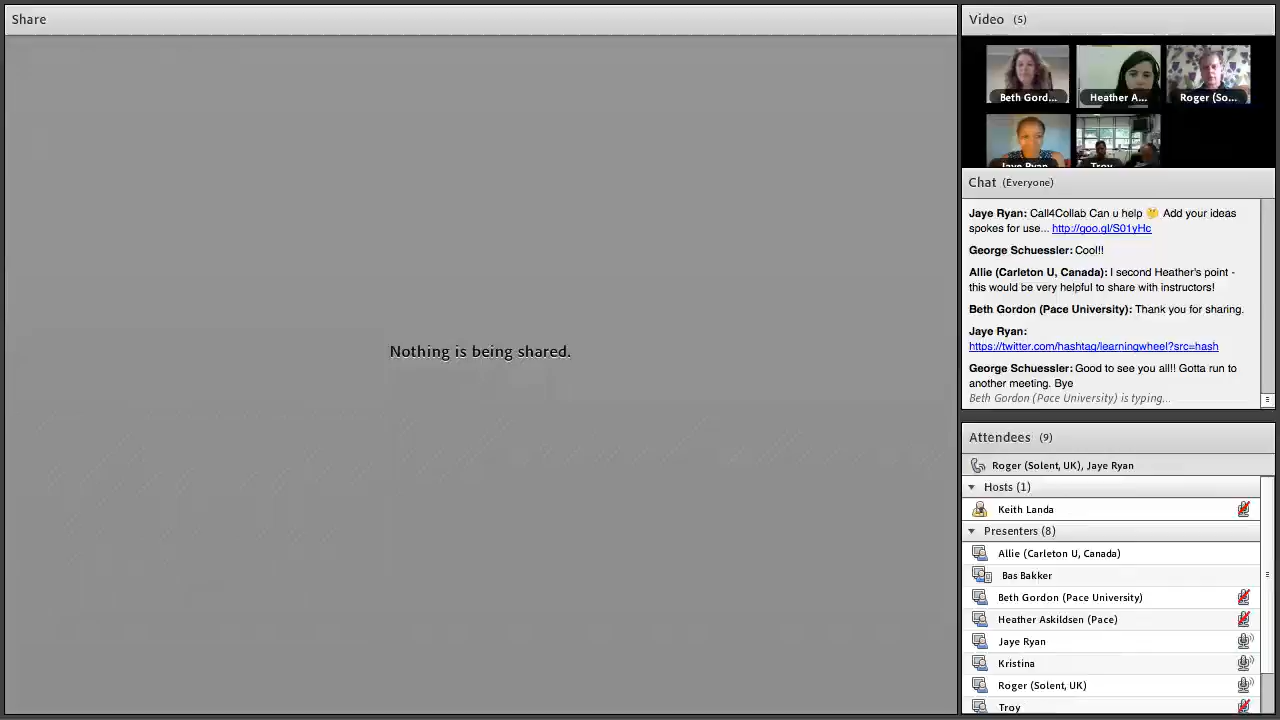 Share
Nothing is being shared.
Video (5)
Beth Gord...
Heather A...
Roger (So...
Jaye Ryan
Troy
Chat (Everyone)
Jaye Ryan: Call4Collab Can u help 🤔 Add your ideas
spokes for use... http://goo.gl/S01yHc
George Schuessler: Cool!!
Allie (Carleton U, Canada): I second Heather's point -
this would be very helpful to share with instructors!
Beth Gordon (Pace University): Thank you for sharing.
Jaye Ryan:
https://twitter.com/hashtag/learningwheel?src=hash
George Schuessler: Good to see you all!! Gotta run to
another meeting. Bye
Beth Gordon (Pace University) is typing...
Attendees (9)
Roger (Solent, UK), Jaye Ryan
Hosts (1)
Keith Landa
Presenters (8)
Allie (Carleton U, Canada)
Bas Bakker
Beth Gordon (Pace University)
Heather Askildsen (Pace)
Jaye Ryan
Kristina
Roger (Solent, UK)
Troy